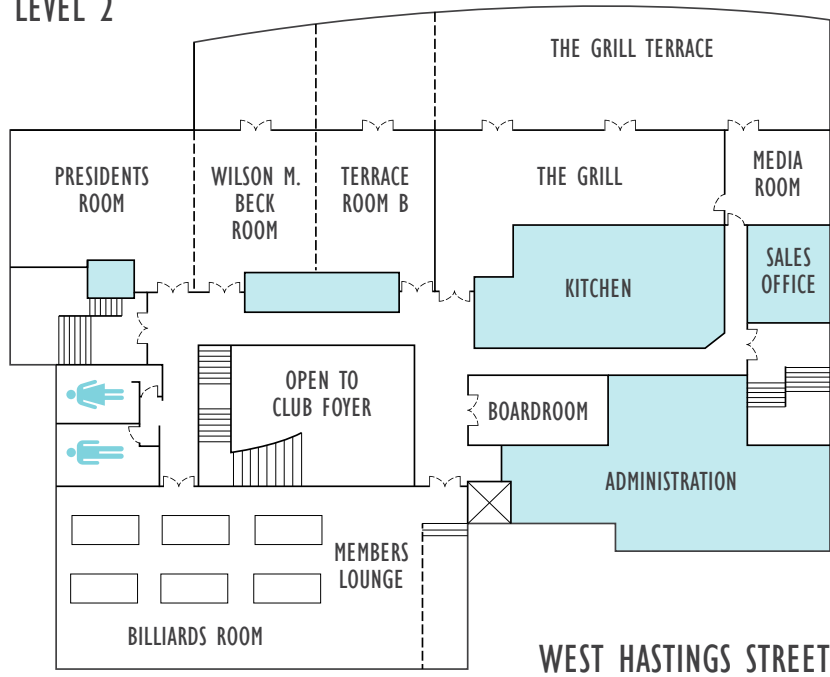 LEVEL 2
THE GRILL TERRACE
PRESIDENTS
ROOM
WILSON M.
BECK
ROOM
TERRACE
ROOM B
THE GRILL
MEDIA
ROOM
KITCHEN
SALES
OFFICE
OPEN TO
CLUB FOYER
BOARDROOM
ADMINISTRATION
MEMBERS
LOUNGE
BILLIARDS ROOM
WEST HASTINGS STREET